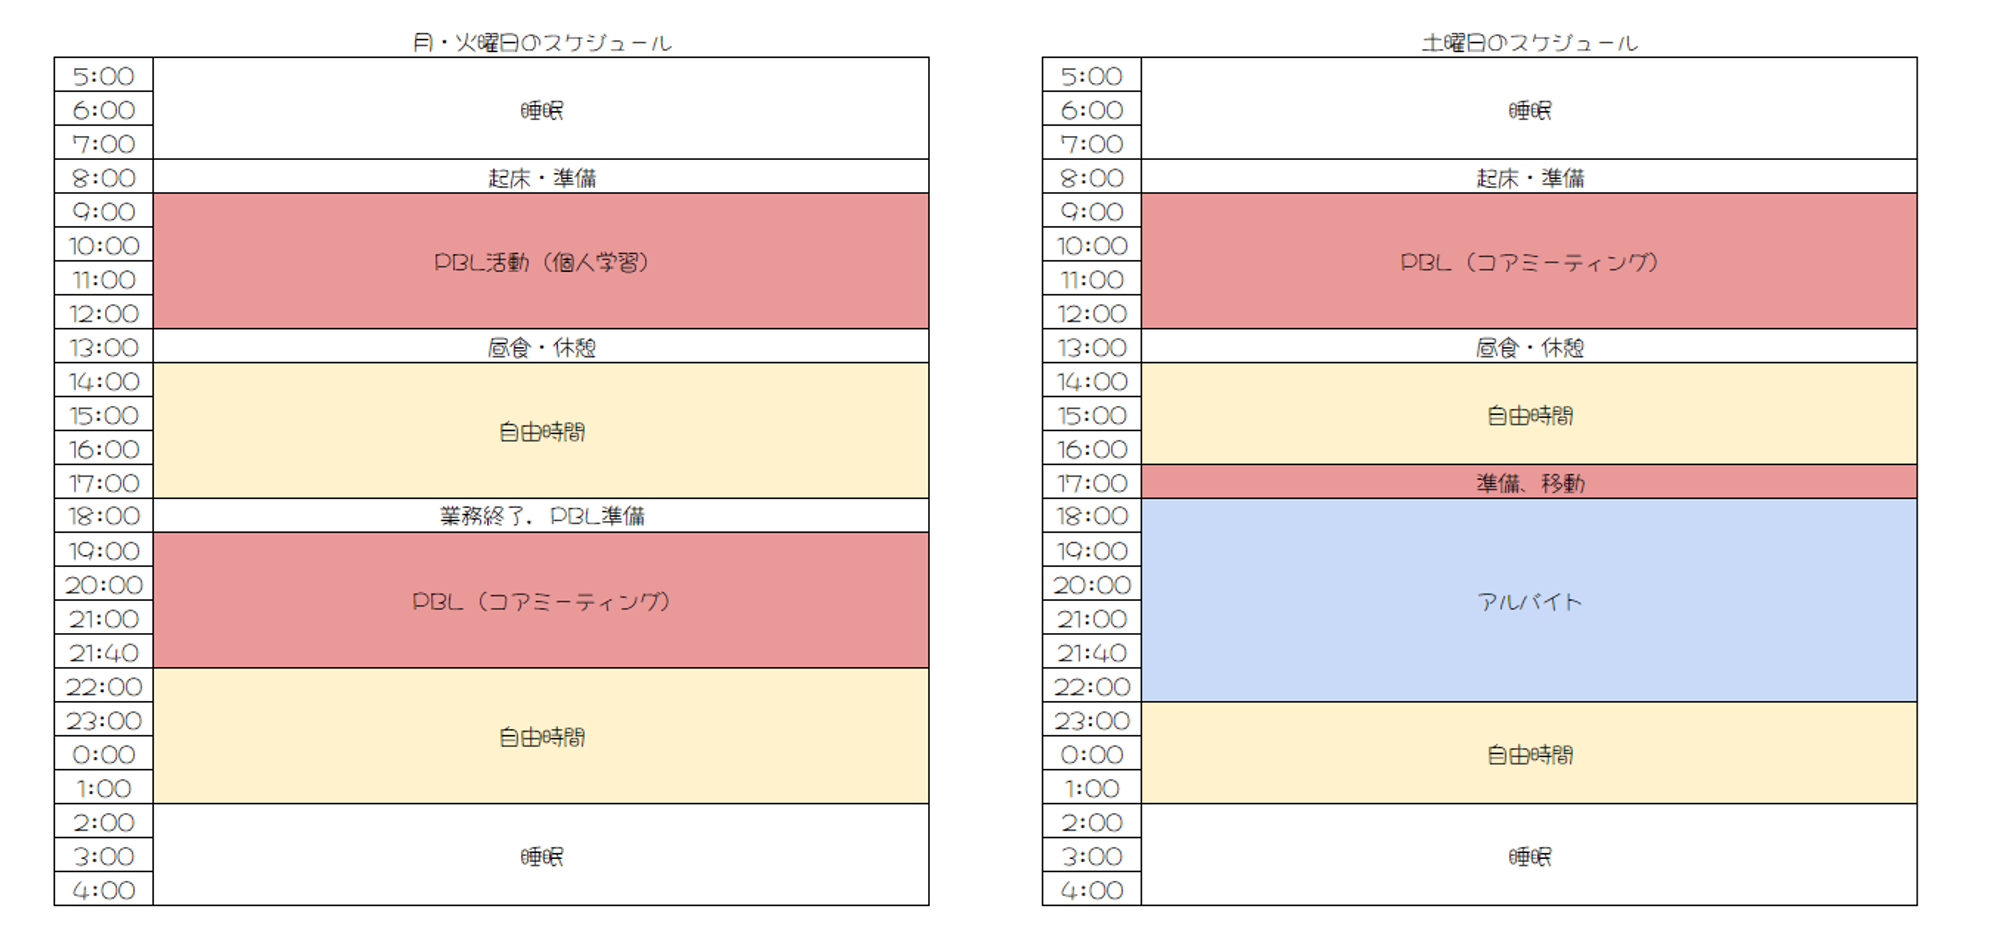 月・火曜日のスケジュール
5:00
6:00
7:00
睡眠
8:00
起床・準備
9:00
10:00
11:00
12:00
PBL活動（個人学習）
13:00
昼食・休憩
14:00
15:00
16:00
17:00
自由時間
18:00
業務終了．PBL準備
19:00
20:00
21:00
21:40
PBL（コアミーティング）
22:00
23:00
0:00
1:00
自由時間
2:00
3:00
4:00
睡眠
土曜日のスケジュール
5:00
6:00
7:00
睡眠
8:00
起床・準備
9:00
10:00
11:00
12:00
PBL（コアミーティング）
13:00
昼食・休憩
14:00
15:00
16:00
自由時間
17:00
準備、移動
18:00
19:00
20:00
21:00
21:40
22:00
アルバイト
23:00
0:00
1:00
自由時間
2:00
3:00
4:00
睡眠